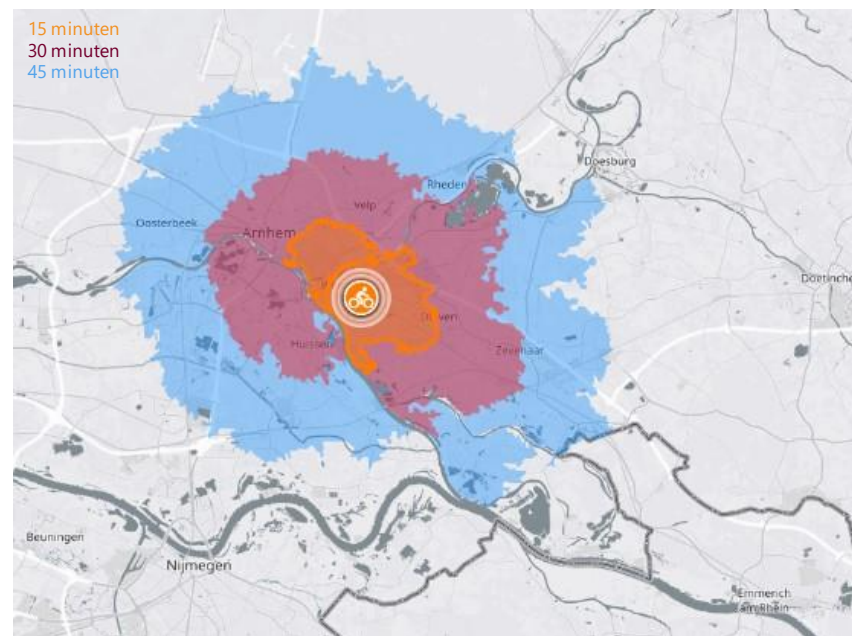 15 minuten
30 minuten
45 minuten
Doesburg
Rheden
Velp
Oosterbeek
Arnhem
Doetinche
Duiven
Huissen
Zevenaar
Beuningen
Nijmegen
Emmerich
am Rhein